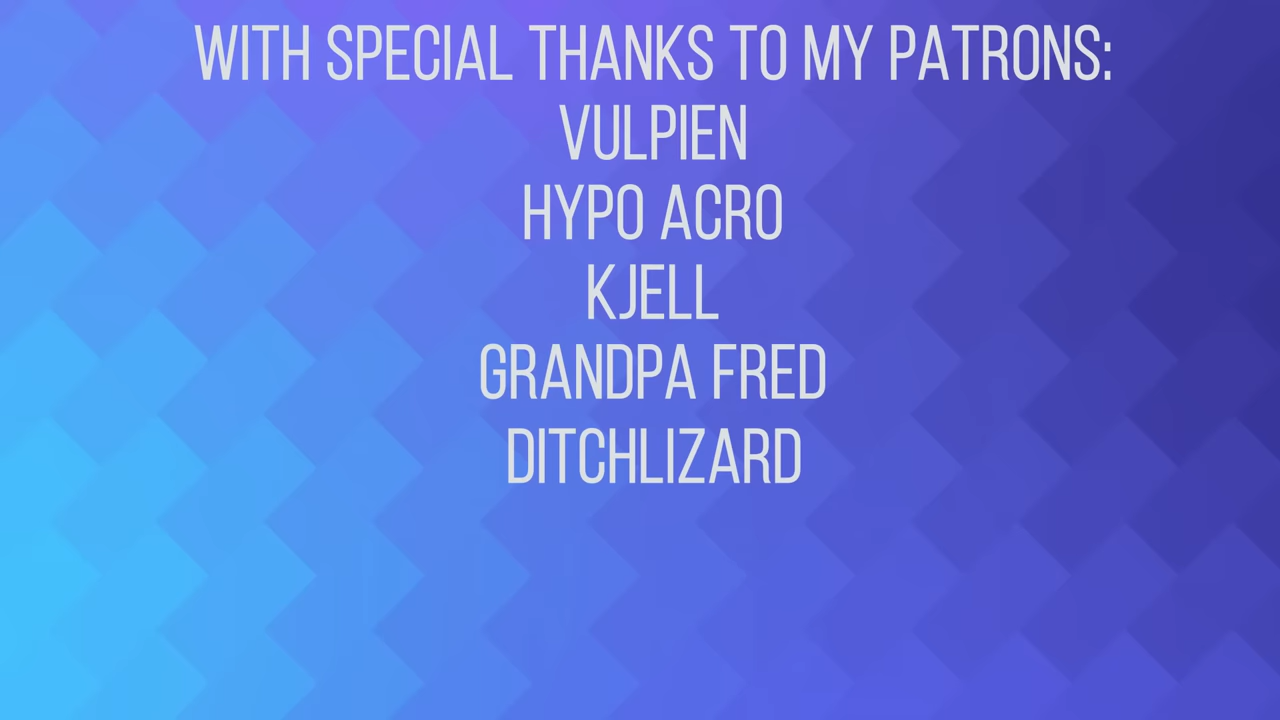 WITH SPECIAL THANKS TO MY PATRONS:
VULPIEN
HYPO ACRO
KJELL
GRANDPA FRED
DITCHLIZARD